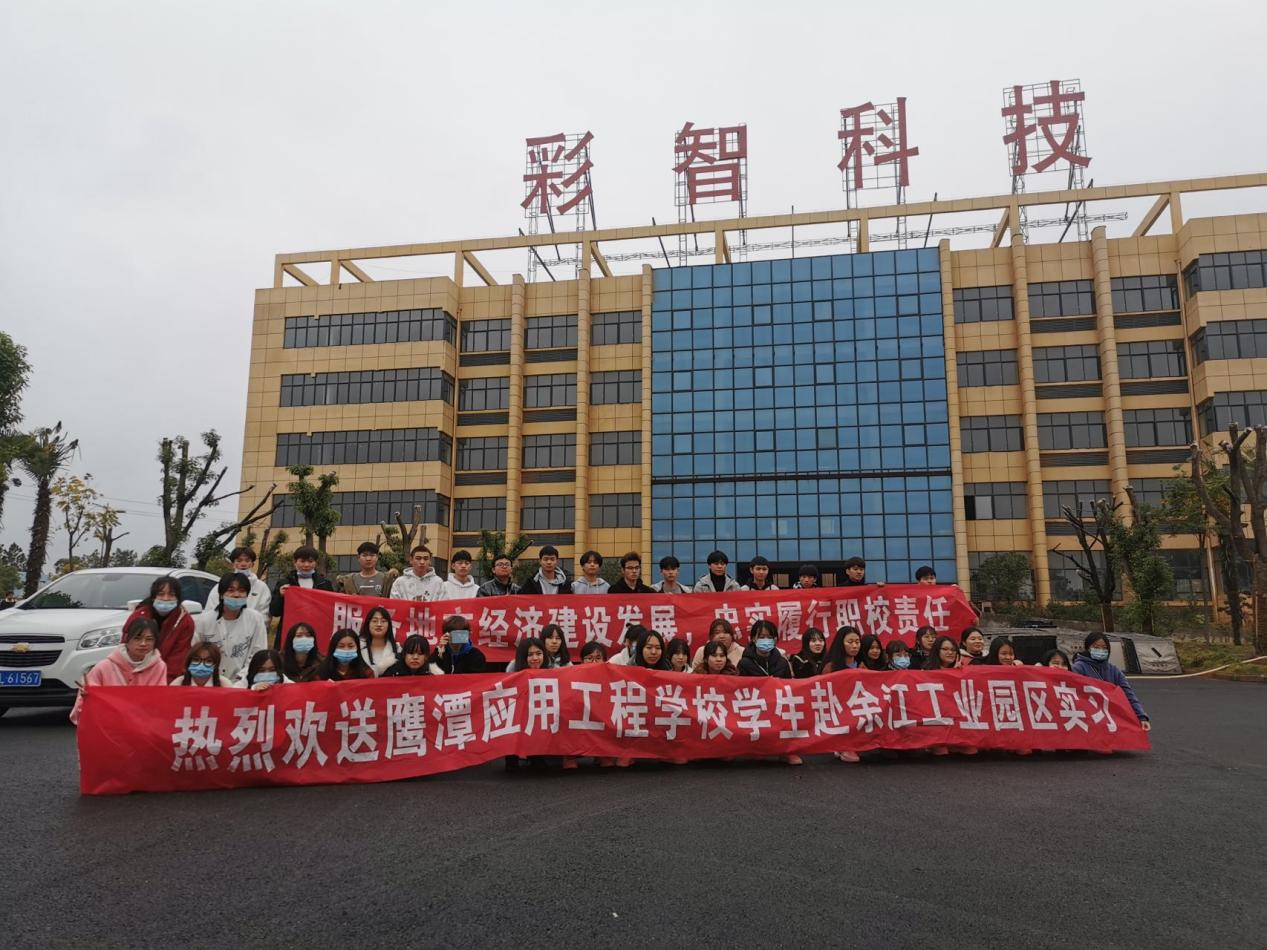 彩智科技
服务地方经济建设发展，忠实履行职校责任
热烈欢送鹰潭应用工程学校学生赴余江工业园区实习
L·61567